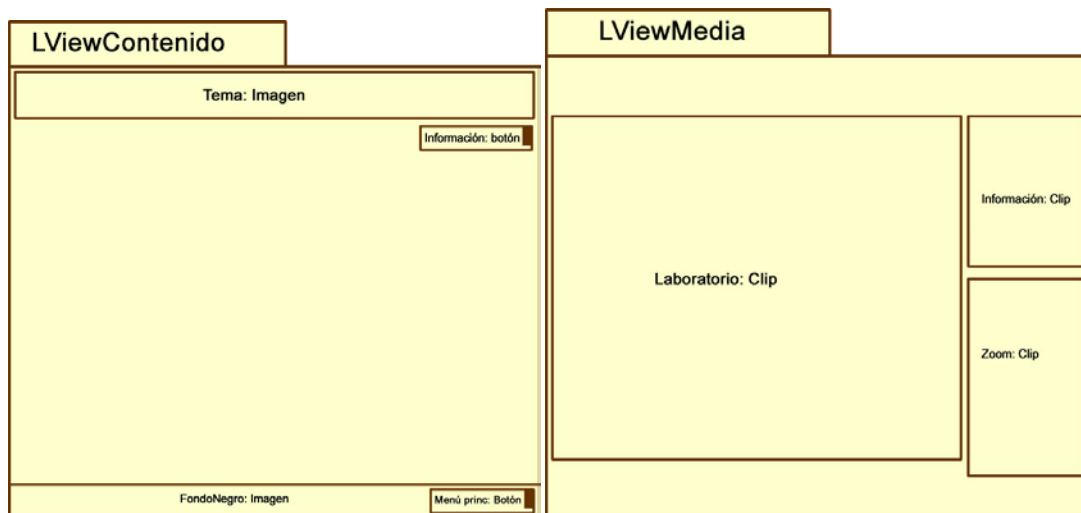 LViewContenido
Tema: Imagen
Información: botón
FondoNegro: Imagen
Menú princ: Botón
LViewMedia
Laboratorio: Clip
Información: Clip
Zoom: Clip